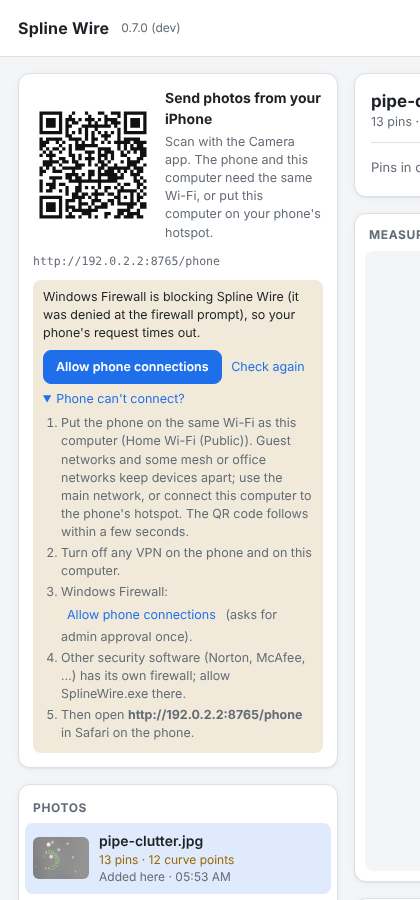 Spline Wire 0.7.0 (dev)
Send photos from your
iPhone
Scan with the Camera
app. The phone and this
computer need the same
Wi-Fi, or put this
computer on your phone's
hotspot.
http://192.0.2.2:8765/phone
Windows Firewall is blocking Spline Wire (it
was denied at the firewall prompt), so your
phone's request times out.
Allow phone connections Check again
▼ Phone can't connect?
1. Put the phone on the same Wi-Fi as this
computer (Home Wi-Fi (Public)). Guest
networks and some mesh or office
networks keep devices apart; use the
main network, or connect this computer to
the phone's hotspot. The QR code follows
within a few seconds.
2. Turn off any VPN on the phone and on this
computer.
3. Windows Firewall:
Allow phone connections (asks for
admin approval once).
4. Other security software (Norton, McAfee,
...) has its own firewall; allow
SplineWire.exe there.
5. Then open http://192.0.2.2:8765/phone
in Safari on the phone.
PHOTOS
pipe-clutter.jpg
13 pins · 12 curve points
Added here · 05:53 AM
pipe-c
13 pins ·
Pins in
MEASUR